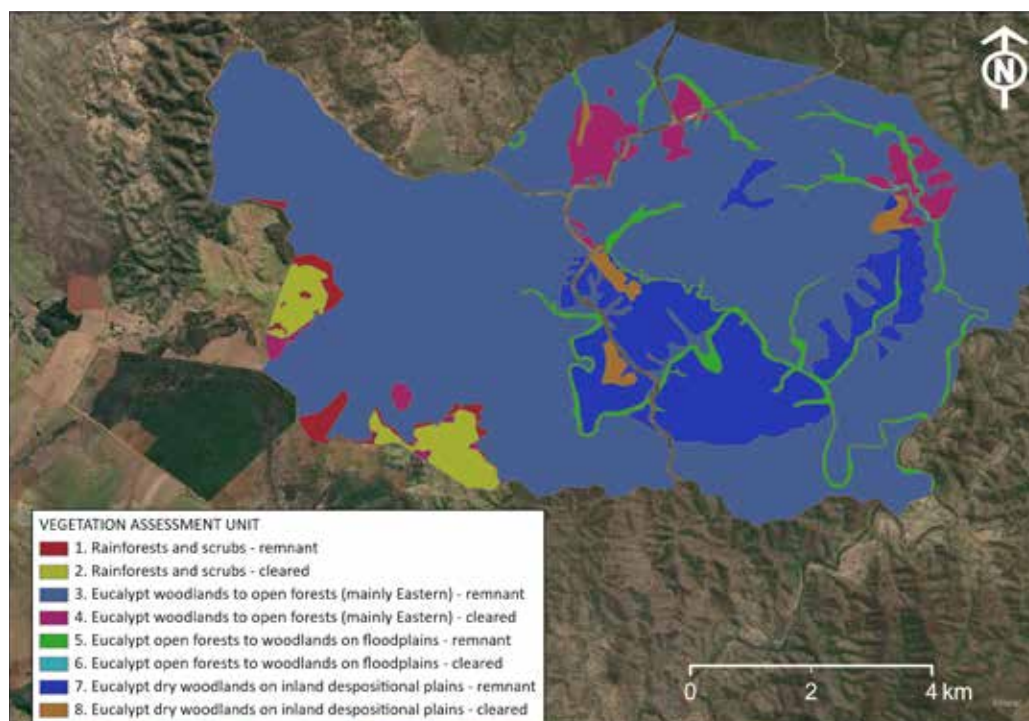 N
VEGETATION ASSESSMENT UNIT
1. Rainforests and scrubs - remnant
2. Rainforests and scrubs - cleared
3. Eucalypt woodlands to open forests (mainly Eastern) - remnant
4. Eucalypt woodlands to open forests (mainly Eastern) - cleared
5. Eucalypt open forests to woodlands on floodplains - remnant
6. Eucalypt open forests to woodlands on floodplains - cleared
7. Eucalypt dry woodlands on inland despositional plains - remnant
8. Eucalypt dry woodlands on inland despositional plains - cleared
0 2 4 km